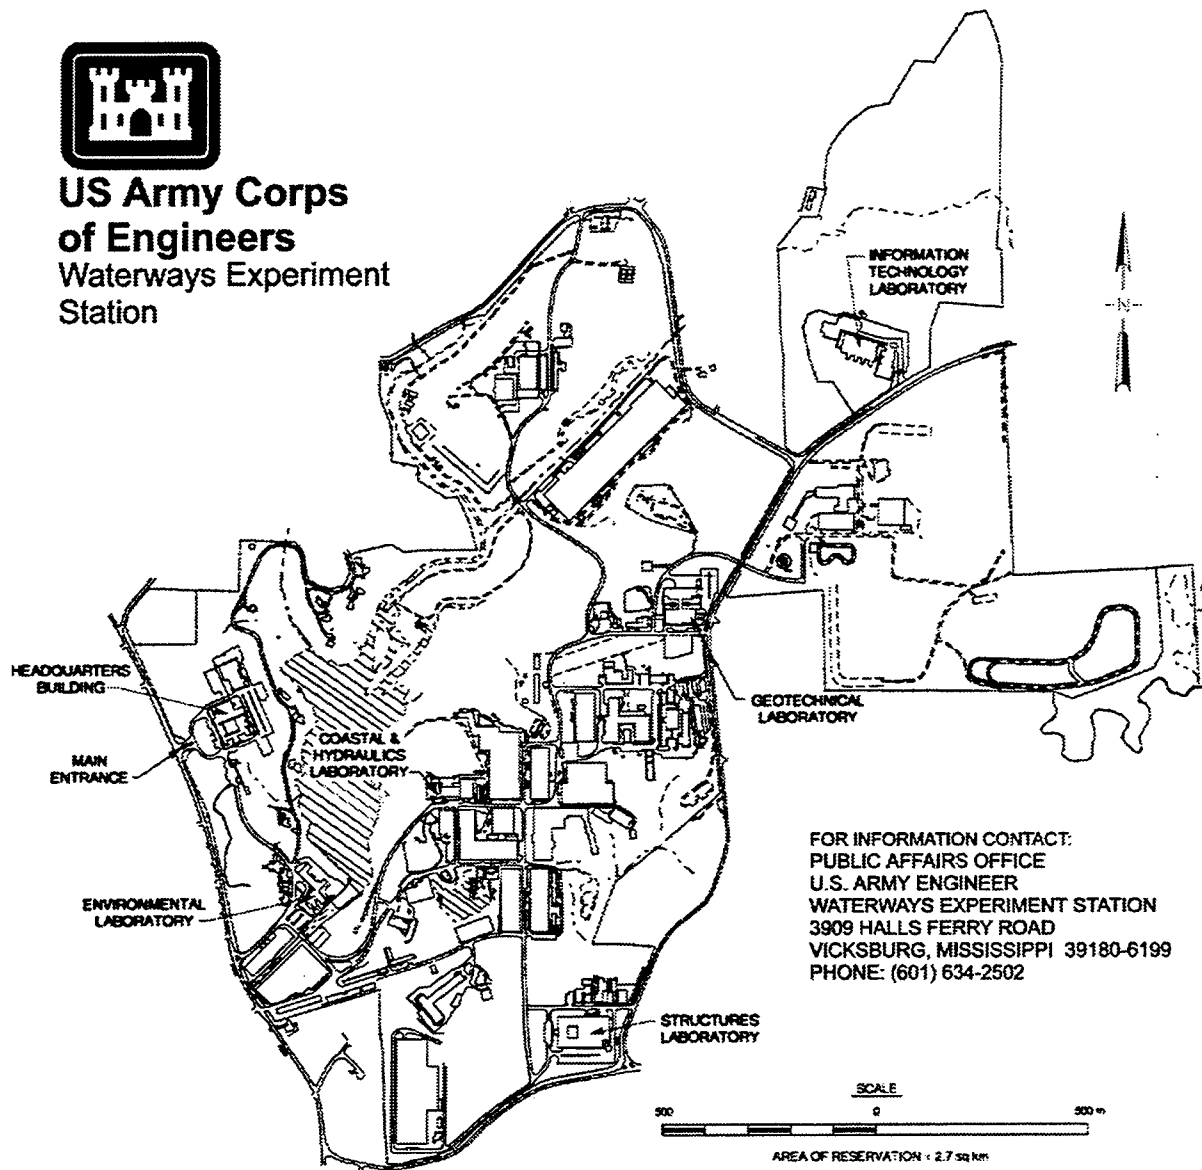 US Army Corps
of Engineers
Waterways Experiment
Station
INFORMATION
TECHNOLOGY
LABORATORY
N
HEADQUARTERS
BUILDING
MAIN
ENTRANCE
COASTAL &
HYDRAULICS
LABORATORY
GEOTECHNICAL
LABORATORY
ENVIRONMENTAL
LABORATORY
STRUCTURES
LABORATORY
FOR INFORMATION CONTACT:
PUBLIC AFFAIRS OFFICE
U.S. ARMY ENGINEER
WATERWAYS EXPERIMENT STATION
3909 HALLS FERRY ROAD
VICKSBURG, MISSISSIPPI 39180-6199
PHONE: (601) 634-2502
SCALE
500 0 500 m
AREA OF RESERVATION : 2.7 sq km